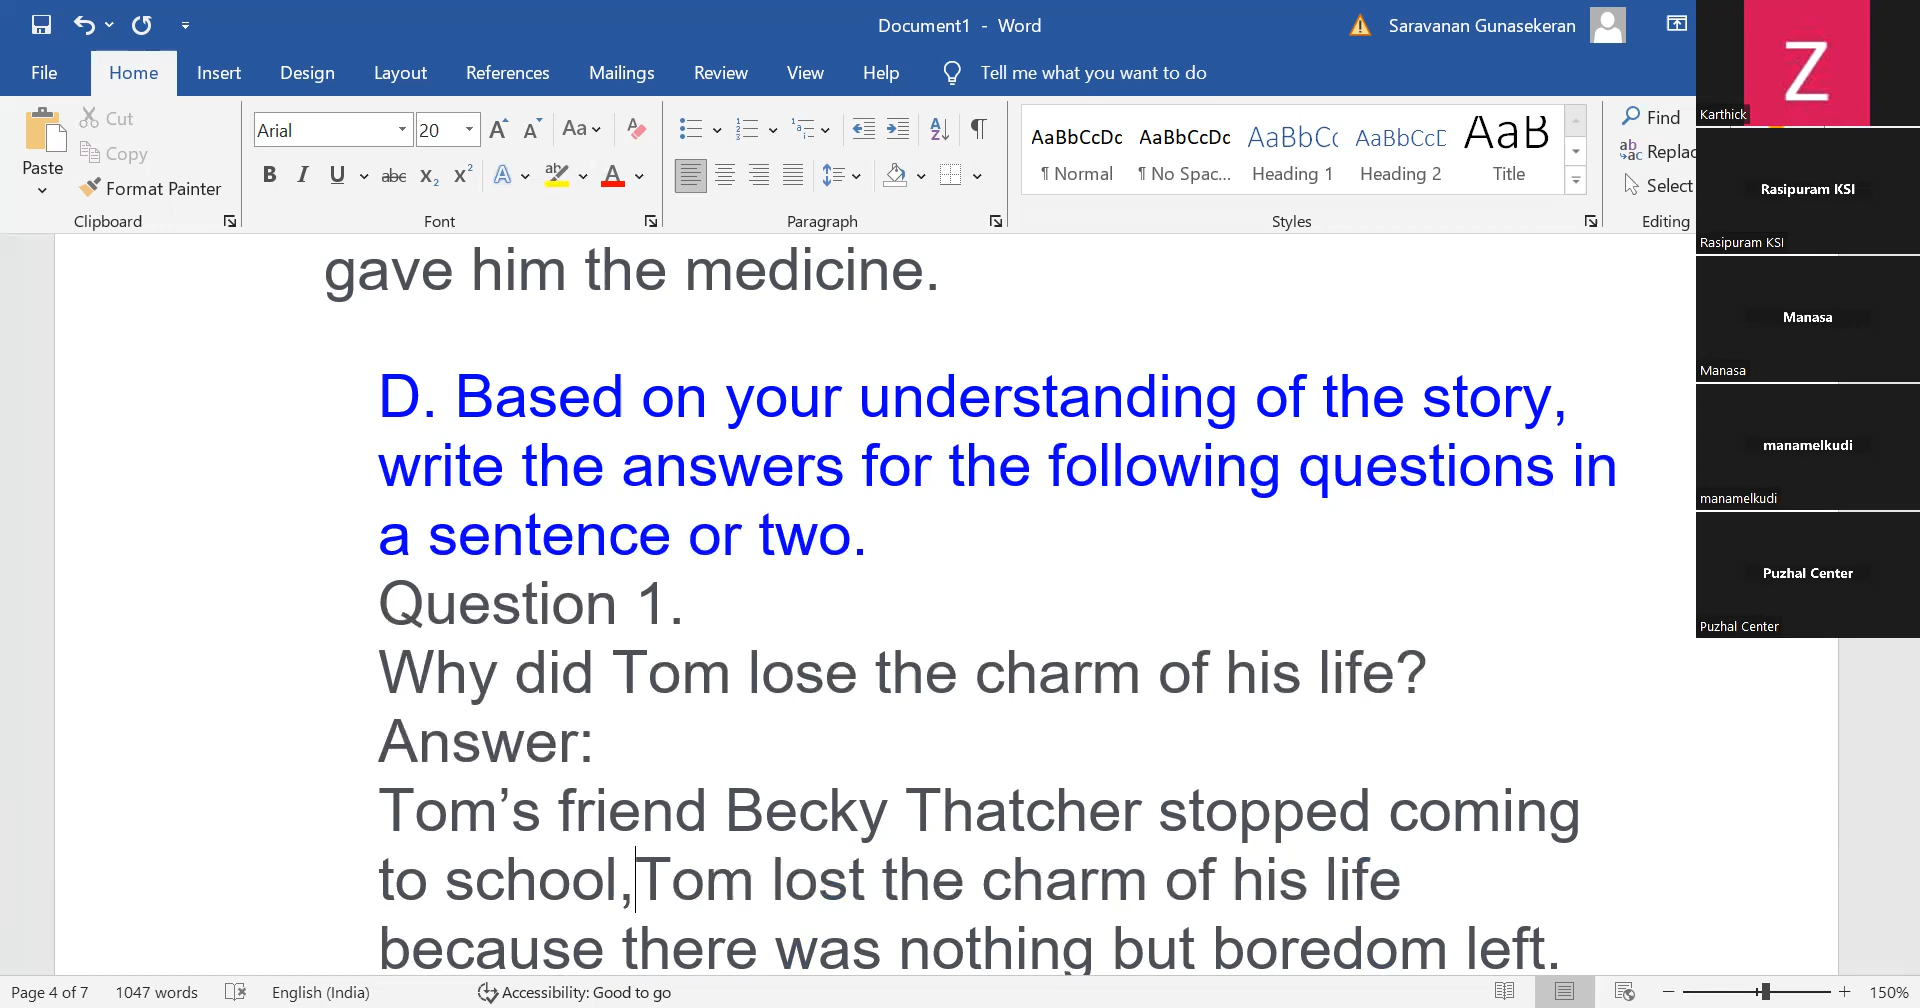 Document1 - Word
Saravanan Gunasekeran
File Home Insert Design Layout References Mailings Review View Help Tell me what you want to do
Paste
Cut
Copy
Format Painter
Clipboard
Arial 20
Font
Paragraph
AaBbCcDc AaBbCcDc AaBbC AaBbCcD AaB
¶ Normal ¶ No Spac... Heading 1 Heading 2 Title
Styles
Find
Replac
Select
Editing
gave him the medicine.
D. Based on your understanding of the story,
write the answers for the following questions in
a sentence or two.
Question 1.
Why did Tom lose the charm of his life?
Answer:
Tom’s friend Becky Thatcher stopped coming
to school,Tom lost the charm of his life
because there was nothing but boredom left.
Z
Karthick
Rasipuram KSI
Rasipuram KSI
Manasa
Manasa
manamelkudi
manamelkudi
Puzhal Center
Puzhal Center
Page 4 of 7 1047 words English (India) Accessibility: Good to go 150%